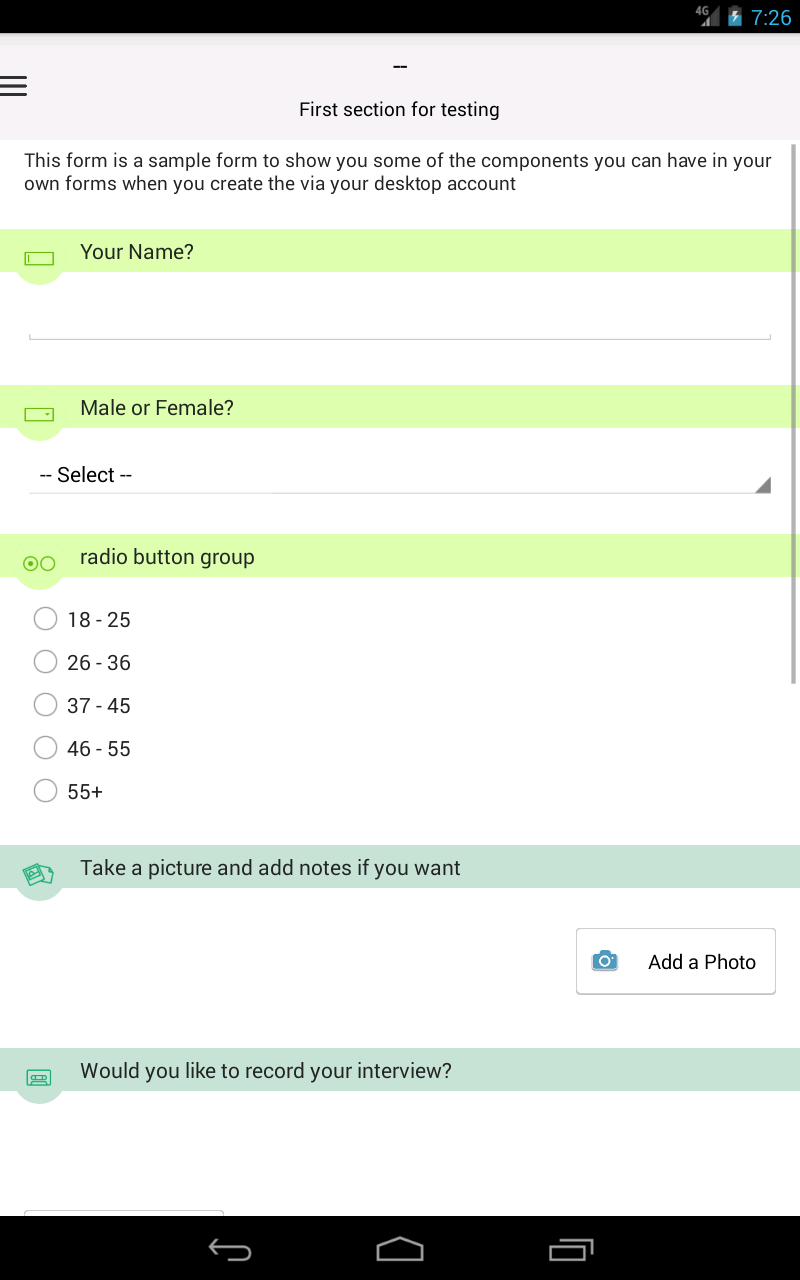 4G 7:26
--
First section for testing
This form is a sample form to show you some of the components you can have in your
own forms when you create the via your desktop account
Your Name?
Male or Female?
-- Select --
radio button group
18 - 25
26 - 36
37 - 45
46 - 55
55+
Take a picture and add notes if you want
Add a Photo
Would you like to record your interview?